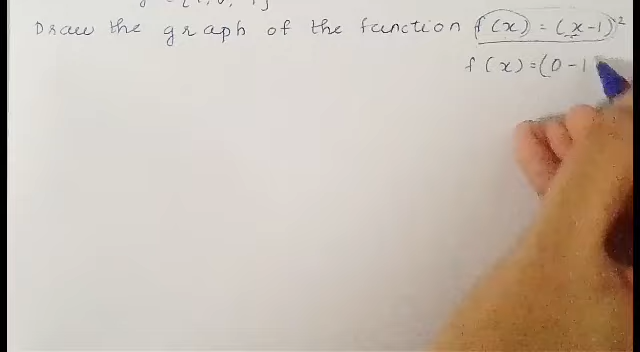 Draw the graph of the function f(x) = (x-1)²
f(x)=(0-1